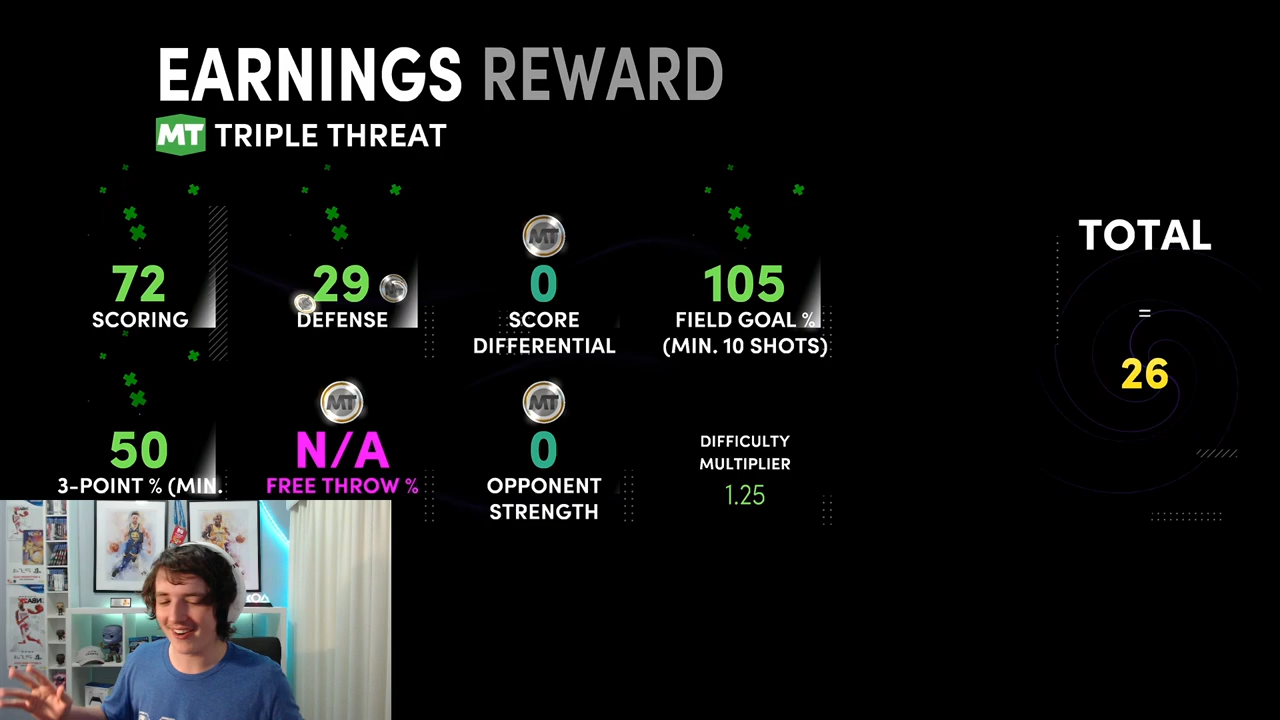 EARNINGS REWARD
MT TRIPLE THREAT
72
SCORING
29
DEFENSE
MT
0
SCORE
DIFFERENTIAL
105
FIELD GOAL %
(MIN. 10 SHOTS)
TOTAL
=
26
50
3-POINT % (MIN.
MT
N/A
FREE THROW %
MT
0
OPPONENT
STRENGTH
DIFFICULTY
MULTIPLIER
1.25